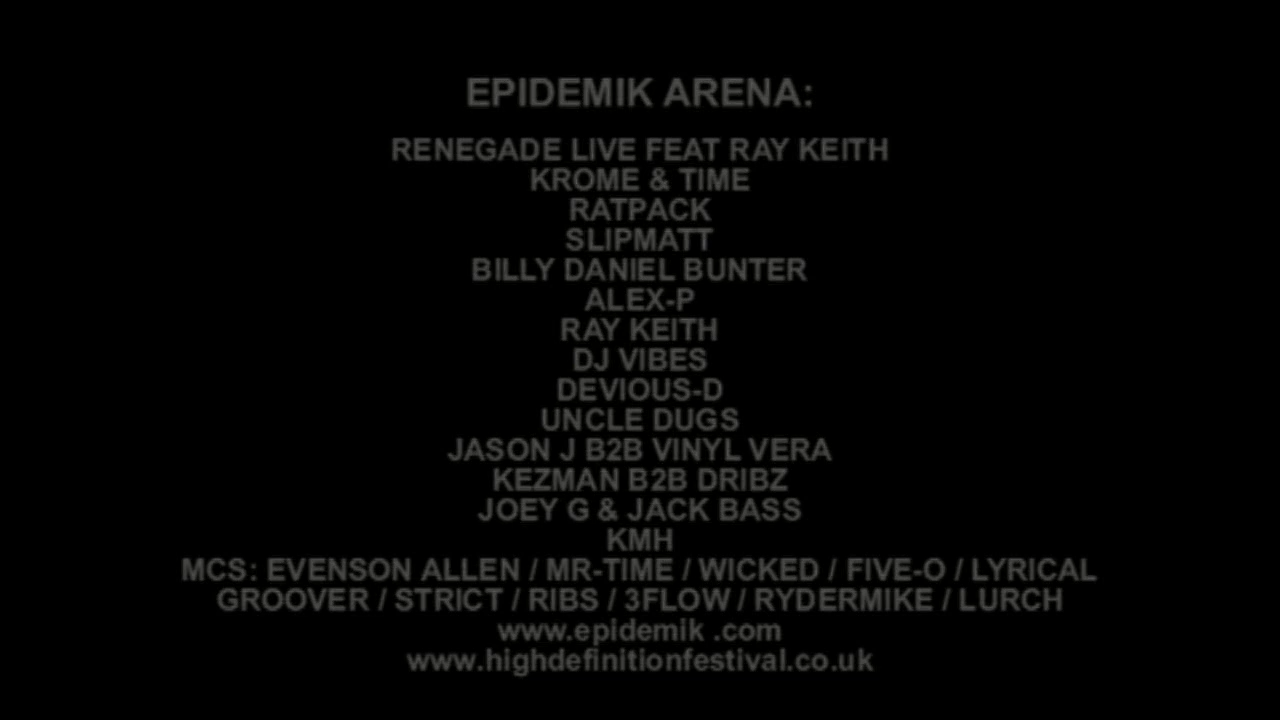 EPIDEMIK ARENA:
RENEGADE LIVE FEAT RAY KEITH
KROME & TIME
RATPACK
SLIPMATT
BILLY DANIEL BUNTER
ALEX-P
RAY KEITH
DJ VIBES
DEVIOUS-D
UNCLE DUGS
JASON J B2B VINYL VERA
KEZMAN B2B DRIBZ
JOEY G & JACK BASS
KMH
MCS: EVENSON ALLEN / MR-TIME / WICKED / FIVE-O / LYRICAL
GROOVER / STRICT / RIBS / 3FLOW / RYDERMIKE / LURCH
www.epidemik .com
www.highdefinitionfestival.co.uk